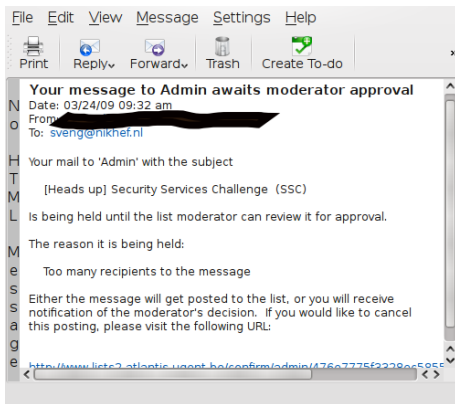 File Edit View Message Settings Help
Print Reply Forward Trash Create To-do
No HTML Message
Your message to Admin awaits moderator approval
Date: 03/24/09 09:32 am
From:
To: sveng@nikhef.nl
Your mail to 'Admin' with the subject
[Heads up] Security Services Challenge (SSC)
Is being held until the list moderator can review it for approval.
The reason it is being held:
Too many recipients to the message
Either the message will get posted to the list, or you will receive
notification of the moderator's decision. If you would like to cancel
this posting, please visit the following URL: